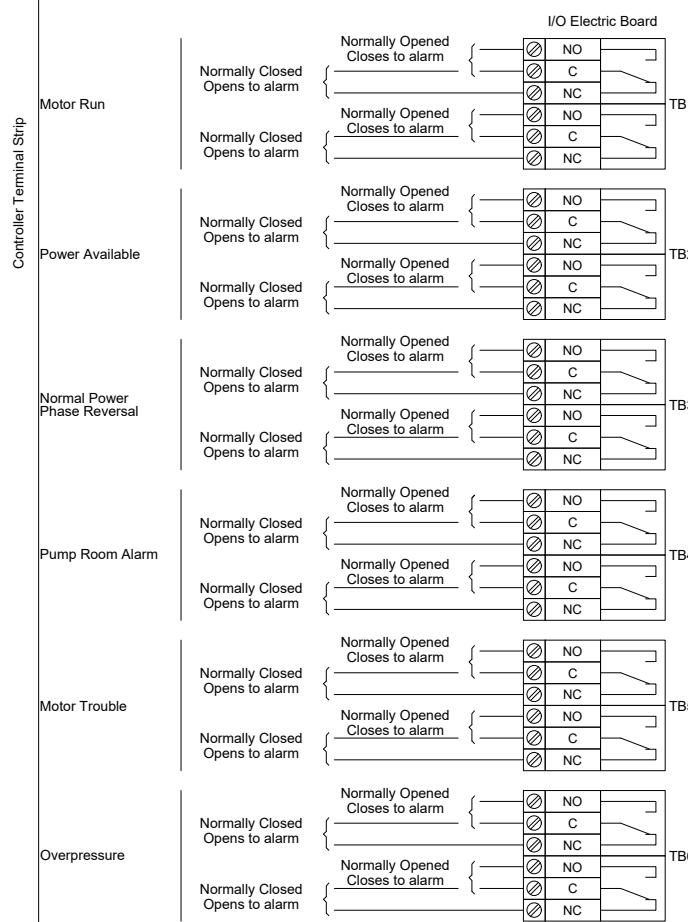 I/O Electric Board
Controller Terminal Strip
Motor Run
Normally Opened
Closes to alarm
Normally Closed
Opens to alarm
NO
C
NC
Normally Opened
Closes to alarm
Normally Closed
Opens to alarm
NO
C
NC
TB
Power Available
Normally Opened
Closes to alarm
Normally Closed
Opens to alarm
NO
C
NC
Normally Opened
Closes to alarm
Normally Closed
Opens to alarm
NO
C
NC
TB2
Normal Power
Phase Reversal
Normally Opened
Closes to alarm
Normally Closed
Opens to alarm
NO
C
NC
Normally Opened
Closes to alarm
Normally Closed
Opens to alarm
NO
C
NC
TB3
Pump Room Alarm
Normally Opened
Closes to alarm
Normally Closed
Opens to alarm
NO
C
NC
Normally Opened
Closes to alarm
Normally Closed
Opens to alarm
NO
C
NC
TB4
Motor Trouble
Normally Opened
Closes to alarm
Normally Closed
Opens to alarm
NO
C
NC
Normally Opened
Closes to alarm
Normally Closed
Opens to alarm
NO
C
NC
TB5
Overpressure
Normally Opened
Closes to alarm
Normally Closed
Opens to alarm
NO
C
NC
Normally Opened
Closes to alarm
Normally Closed
Opens to alarm
NO
C
NC
TB6